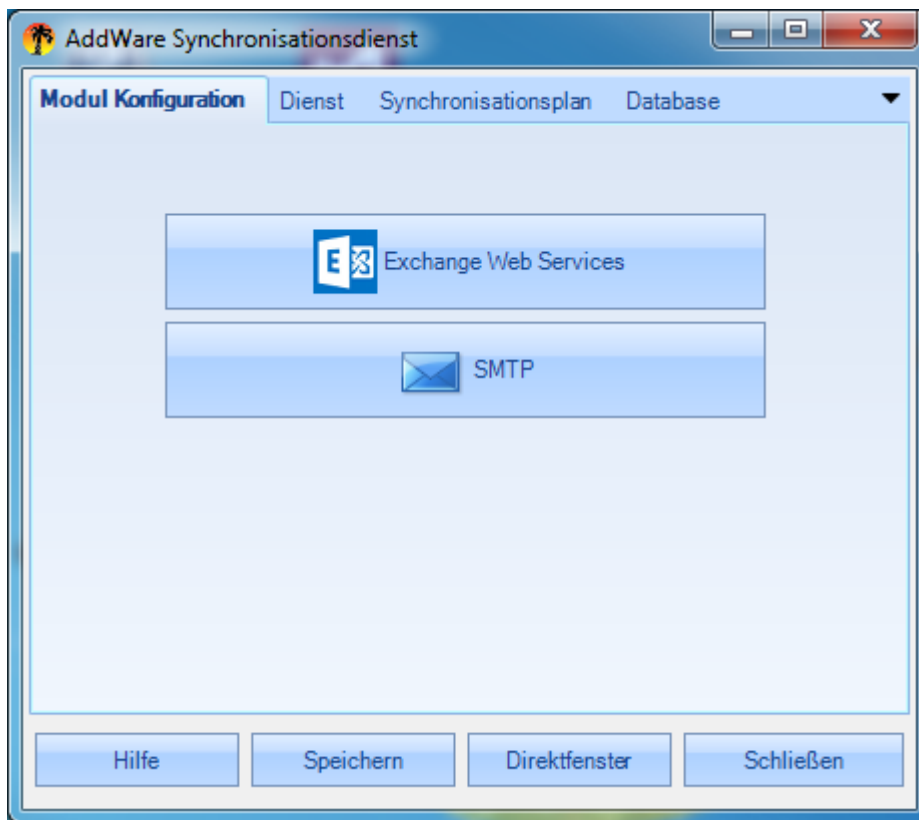 AddWare Synchronisationsdienst
Modul Konfiguration Dienst Synchronisationsplan Database
Exchange Web Services
SMTP
Hilfe Speichern Direktfenster Schließen